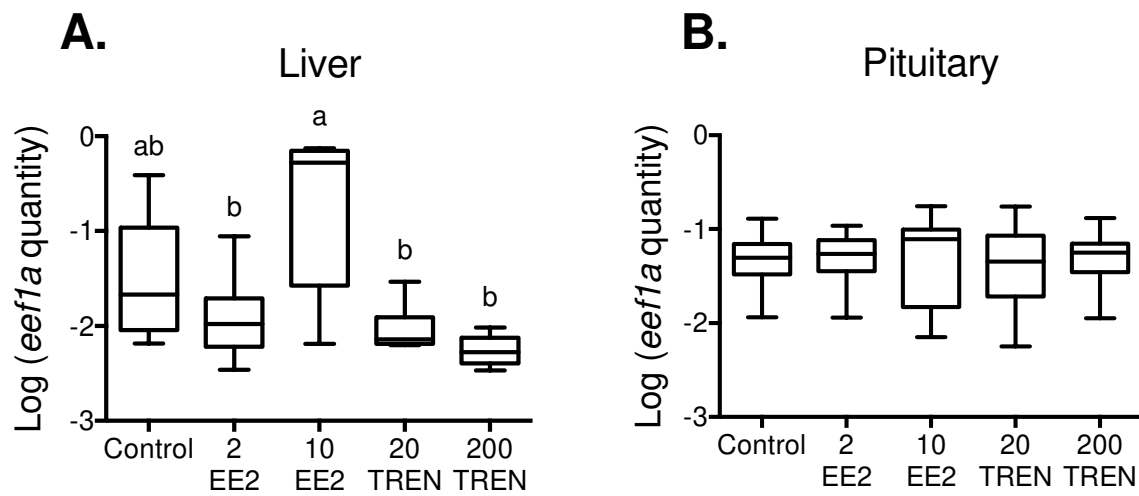 A.
Liver
Log (eef1a quantity)
0
-1
-2
-3
ab
b
a
b
b
Control
2
EE2
10
EE2
20
TREN
200
TREN
B.
Pituitary
Log (eef1a quantity)
0
-1
-2
-3
Control
2
EE2
10
EE2
20
TREN
200
TREN